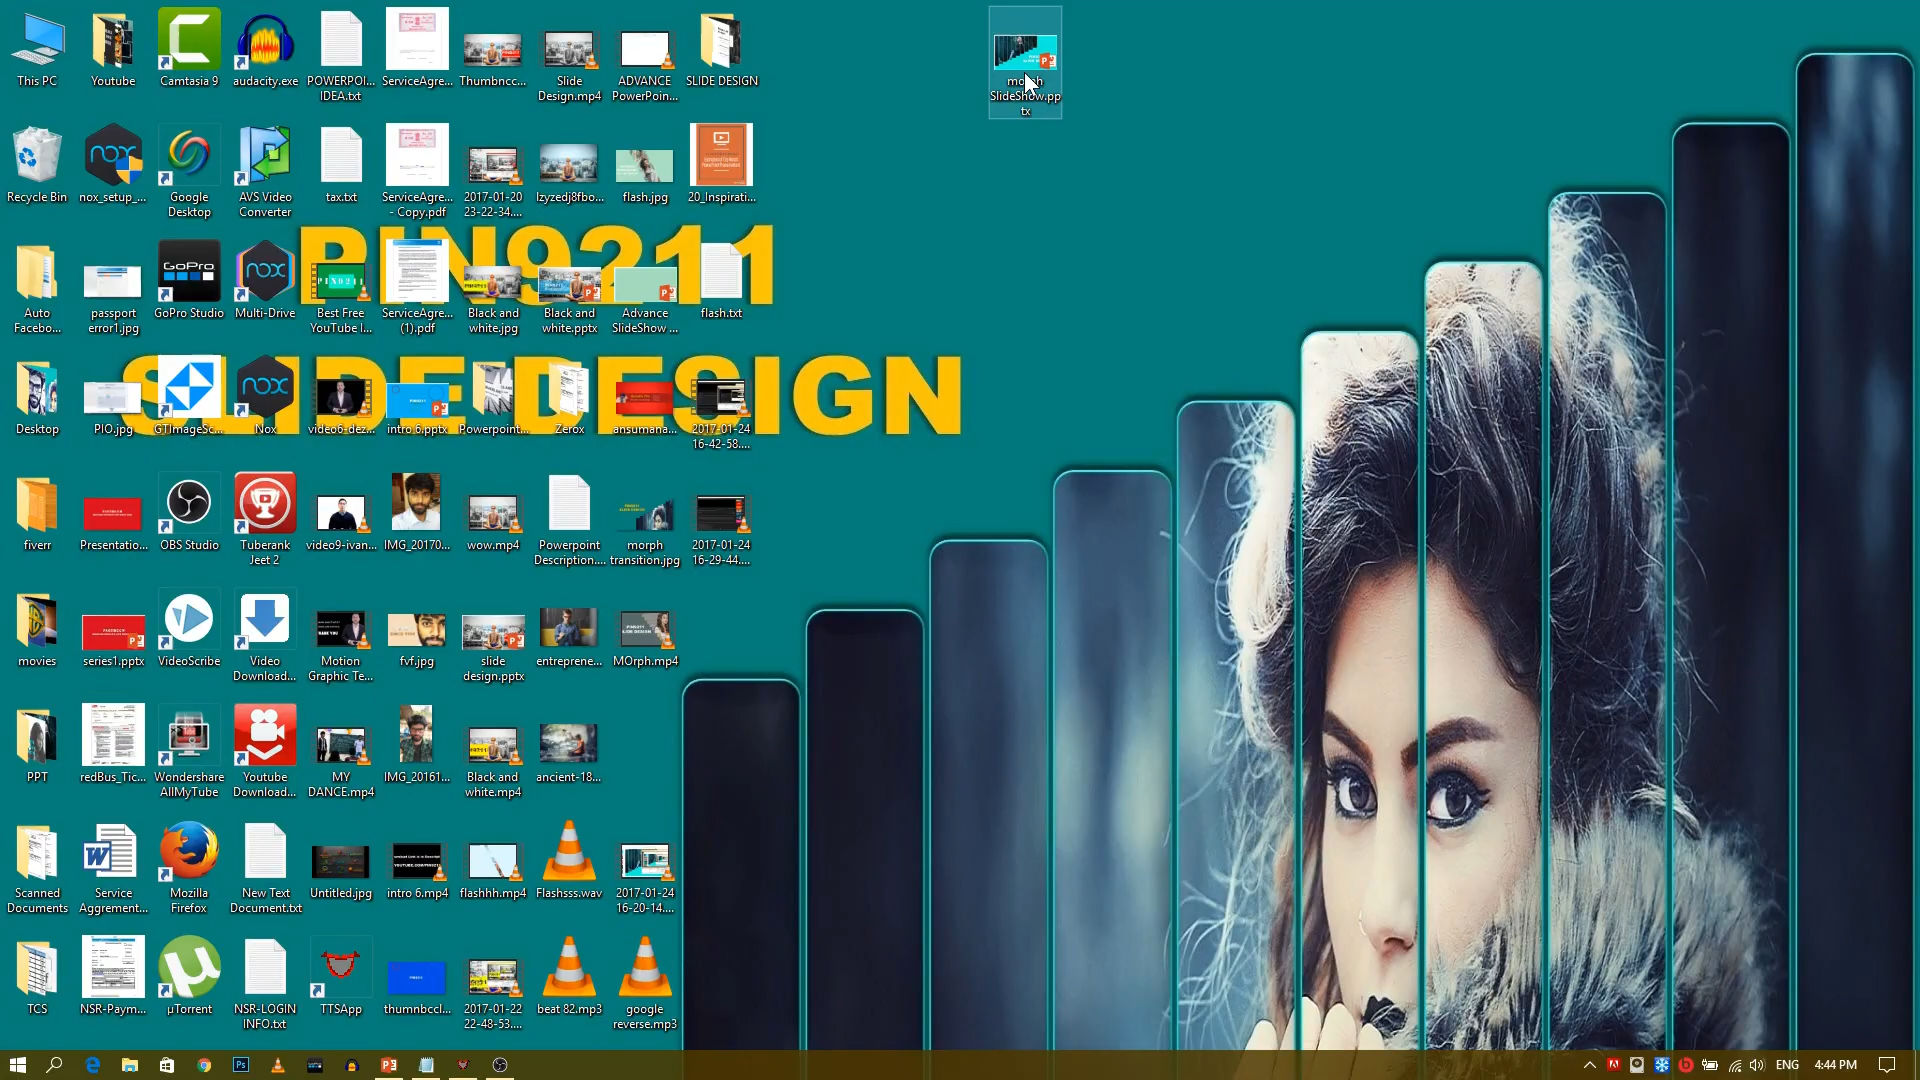 This PC
Youtube
Camtasia 9
audacity.exe
POWERPOI...
IDEA.txt
ServiceAgre...
Thumbncc...
Slide
Design.mp4
ADVANCE
PowerPoin...
SLIDE DESIGN
morph
SlideShow.pp
tx
Recycle Bin
nox_setup_...
Google
Desktop
AVS Video
Converter
tax.txt
ServiceAgre...
- Copy.pdf
2017-01-20
23-22-34....
lzyzedj8fbo...
flash.jpg
20_Inspirati...
PIN9211
Auto
Facebo...
passport
error1.jpg
GoPro
GoPro Studio
nox
Multi-Drive
Best Free
YouTube I...
ServiceAgre...
(1).pdf
Black and
white.jpg
Black and
white.pptx
Advance
SlideShow ...
flash.txt
SLIDE DESIGN
Desktop
PIO.jpg
GTImageSc...
nox
Nox
video6-dez...
intro 6.pptx
Powerpoint...
Zerox
ansumana...
2017-01-24
16-42-58....
fiverr
Presentatio...
OBS Studio
Tuberank
Jeet 2
video9-ivan...
IMG_20170...
wow.mp4
Powerpoint
Description....
morph
transition.jpg
2017-01-24
16-29-44....
movies
series1.pptx
VideoScribe
Video
Download...
Motion
Graphic Te...
fvf.jpg
slide
design.pptx
entreprene...
MOrph.mp4
PPT
redBus_Tic...
Wondershare
AllMyTube
Youtube
Download...
MY
DANCE.mp4
IMG_20161...
Black and
white.mp4
ancient-18...
Scanned
Documents
Service
Aggrement...
Mozilla
Firefox
New Text
Document.txt
Untitled.jpg
intro 6.mp4
flashhh.mp4
Flashsss.wav
2017-01-24
16-20-14....
TCS
NSR-Paym...
µTorrent
NSR-LOGIN
INFO.txt
TTSApp
thumnbccl...
2017-01-22
22-48-53....
beat 82.mp3
google
reverse.mp3
Ps
ENG
4:44 PM